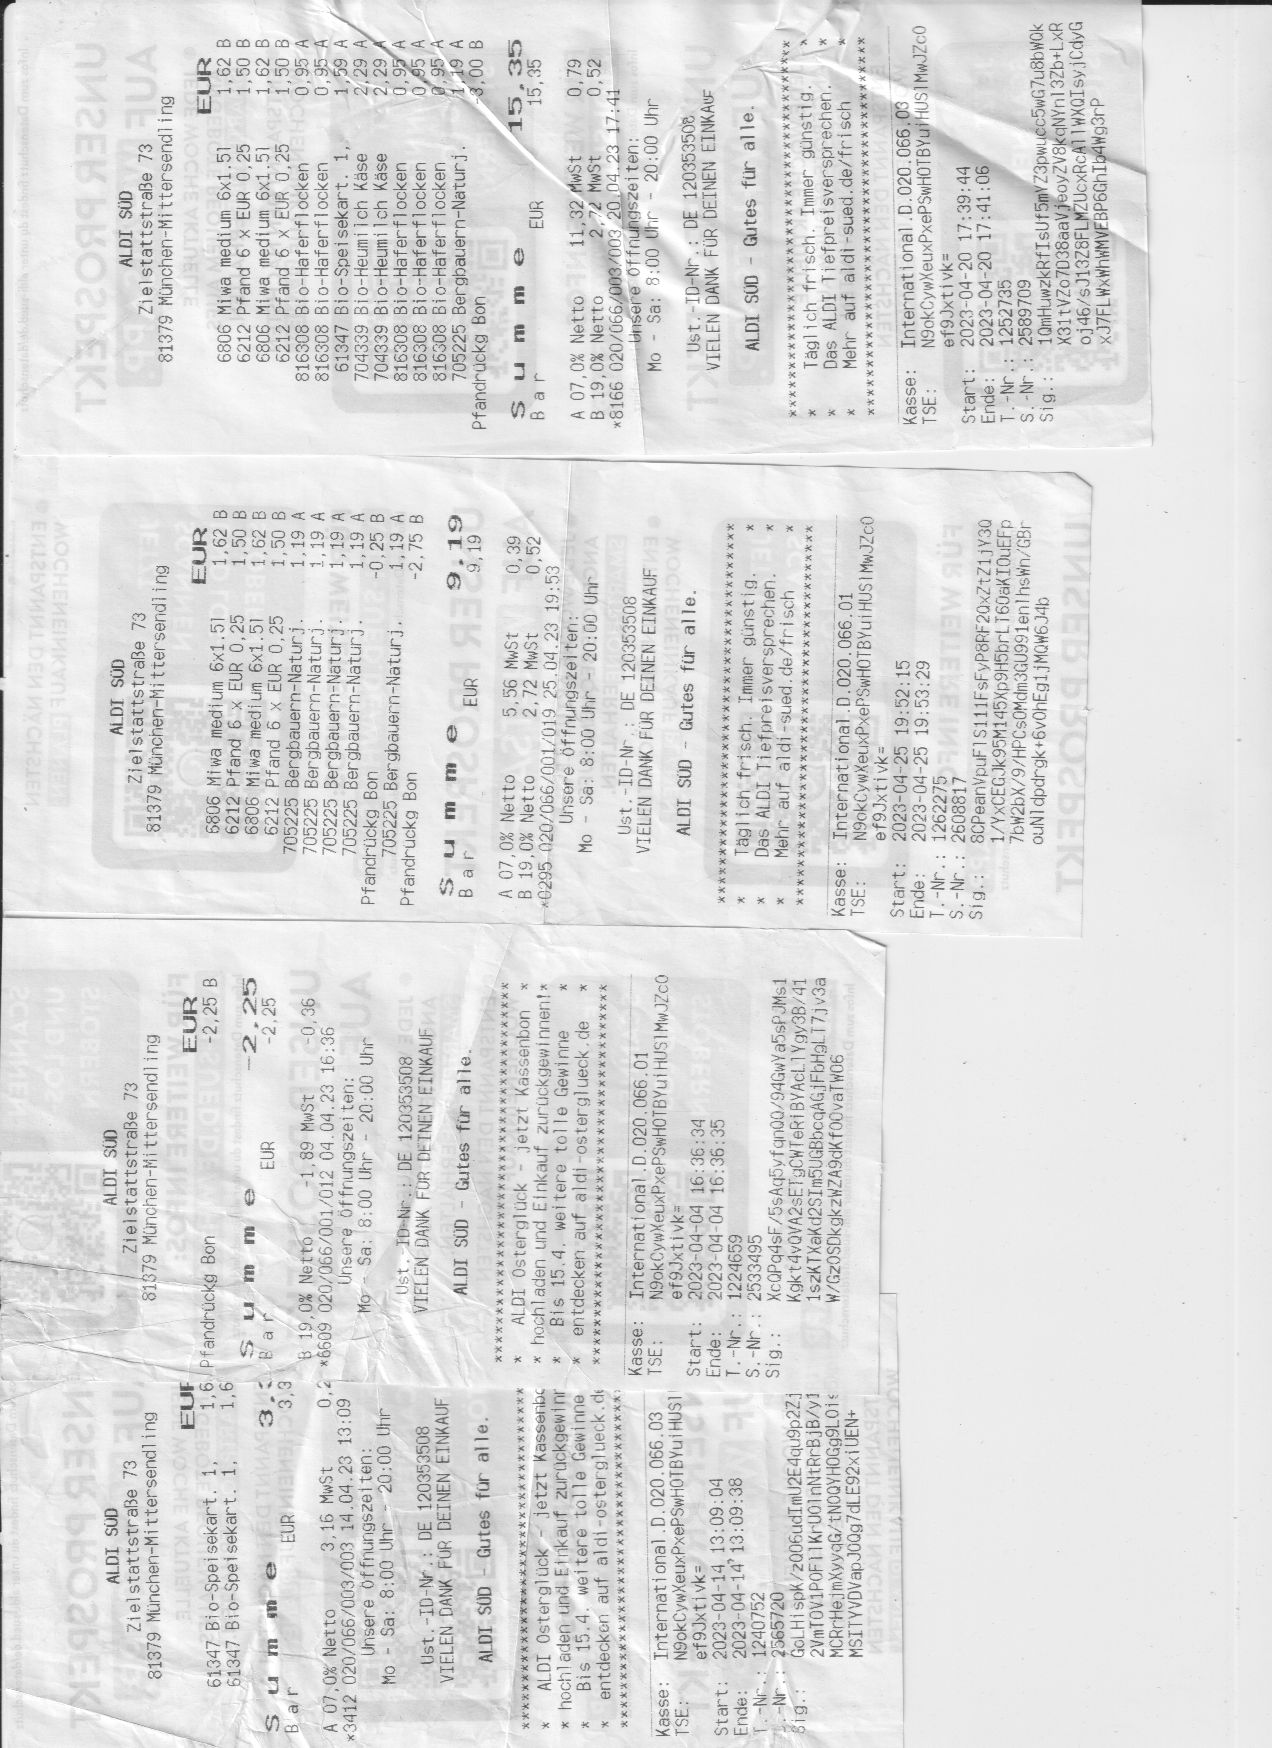 ALDI SÜD
Zielstattstraße 73
81379 München-Mittersendling
EUR
61347 Bio-Speisekart. 1, 1,6
61347 Bio-Speisekart. 1, 1,6
Summe 3,3
Bar EUR 3,3
A 07,0% Netto 3,16 MwSt 0,2
*3412 020/066/003/003 14.04.23 13:09
Unsere Öffnungszeiten:
Mo - Sa: 8:00 Uhr - 20:00 Uhr
Ust.-ID-Nr.: DE 120353508
VIELEN DANK FÜR DEINEN EINKAUF
ALDI SÜD - Gutes für alle.
************************************
* ALDI Osterglück - jetzt Kassenbo
* hochladen und Einkauf zurückgewinn
* Bis 15.4. weitere tolle Gewinne
* entdecken auf aldi-osterglueck.de
************************************
Kasse: International.D.020.066.03
TSE: N9okCywXeuxPxePSwHOTBYuiHUSl
ef9Jxtivk=
Start: 2023-04-14 13:09:04
Ende: 2023-04-14 13:09:38
T.-Nr.: 1240752
S.-Nr.: 2565720
Sig.: GoLHispK/zQ06udImU2E4qu9p2Zj
2VmTOV1POFilKrUOlnNtRrBjB/yl
MCRrHejmXyyqG/tNOQYHOGg9L0is
MSITYVDVapJOQg7dLE92xiUEN+
ALDI SÜD
Zielstattstraße 73
81379 München-Mittersendling
EUR
Pfandrückg Bon -2,25 B
Summe -2,25
Bar EUR -2,25
B 19,0% Netto -1,89 MwSt -0,36
*6609 020/066/001/012 04.04.23 16:36
Unsere Öffnungszeiten:
Mo - Sa: 8:00 Uhr - 20:00 Uhr
Ust.-ID-Nr.: DE 120353508
VIELEN DANK FÜR DEINEN EINKAUF
ALDI SÜD - Gutes für alle.
****************************************
* ALDI Osterglück - jetzt Kassenbon *
* hochladen und Einkauf zurückgewinnen!*
* Bis 15.4. weitere tolle Gewinne *
* entdecken auf aldi-osterglueck.de *
****************************************
Kasse: International.D.020.066.01
TSE: N9okCywXeuxPxePSwHOTBYuiHUSlMwJZcO
ef9Jxtivk=
Start: 2023-04-04 16:36:34
Ende: 2023-04-04 16:36:35
T.-Nr.: 1224659
S.-Nr.: 2533495
Sig.: XcQPq4sF/5sAq5yfqnQQ/94GwYa5sPJMs1
Kgkt4vQVA2sElgCWTeRiBYAcLlYgy3B/41
1szKTXaKd2SIm5UGBbcqAGjFbHgLT7jv3a
W/GzOSDkgkzWZA9dKfOOvaTWO6
ALDI SÜD
Zielstattstraße 73
81379 München-Mittersendling
EUR
6806 Miwa medium 6x1.5l 1,62 B
6212 Pfand 6 x EUR 0,25 1,50 B
6806 Miwa medium 6x1.5l 1,62 B
6212 Pfand 6 x EUR 0,25 1,50 B
705225 Bergbauern-Naturj. 1,19 A
705225 Bergbauern-Naturj. 1,19 A
705225 Bergbauern-Naturj. 1,19 A
705225 Bergbauern-Naturj. 1,19 A
Pfandrückg Bon -0,25 B
705225 Bergbauern-Naturj. 1,19 A
Pfandrückg Bon -2,75 B
Summe 9,19
Bar EUR 9,19
A 07,0% Netto 5,56 MwSt 0,39
B 19,0% Netto 2,72 MwSt 0,52
*0295 020/066/001/019 25.04.23 19:53
Unsere Öffnungszeiten:
Mo - Sa: 8:00 Uhr - 20:00 Uhr
Ust.-ID-Nr.: DE 120353508
VIELEN DANK FÜR DEINEN EINKAUF
ALDI SÜD - Gutes für alle.
****************************************
* Täglich frisch. Immer günstig. *
* Das ALDI Tiefpreisversprechen. *
* Mehr auf aldi-sued.de/frisch *
****************************************
Kasse: International.D.020.066.01
TSE: N9okCywXeuxPxePSwHOTBYuiHUSlMwJZcO
ef9Jxtivk=
Start: 2023-04-25 19:52:15
Ende: 2023-04-25 19:53:29
T.-Nr.: 1262275
S.-Nr.: 2608817
Sig.: 8CPeanVpuFlS111FsFyP8RF2QxZtZ1jY3Q
1/YxCEGJk95M145Xp9H5brLT6OaKIOuEFp
7bW2bX/9/HPCsOMdm3GU991enlhsWn/GBr
ouNldpdrgk+6vOhEg1jMQW6J4b
ALDI SÜD
Zielstattstraße 73
81379 München-Mittersendling
EUR
6806 Miwa medium 6x1.5l 1,62 B
6212 Pfand 6 x EUR 0,25 1,50 B
6806 Miwa medium 6x1.5l 1,62 B
6212 Pfand 6 x EUR 0,25 1,50 B
816308 Bio-Haferflocken 0,95 A
816308 Bio-Haferflocken 0,95 A
61347 Bio-Speisekart. 1, 1,59 A
704839 Bio-Heumilch Käse 2,29 A
704839 Bio-Heumilch Käse 2,29 A
816308 Bio-Haferflocken 0,95 A
816308 Bio-Haferflocken 0,95 A
816308 Bio-Haferflocken 0,95 A
705225 Bergbauern-Naturj. 1,19 A
Pfandrückg Bon -3,00 B
Summe 15,35
Bar EUR 15,35
A 07,0% Netto 11,32 MwSt 0,79
B 19,0% Netto 2,72 MwSt 0,52
*8166 020/066/003/003 20.04.23 17:41
Unsere Öffnungszeiten:
Mo - Sa: 8:00 Uhr - 20:00 Uhr
Ust.-ID-Nr.: DE 120353508
VIELEN DANK FÜR DEINEN EINKAUF
ALDI SÜD - Gutes für alle.
****************************************
* Täglich frisch. Immer günstig. *
* Das ALDI Tiefpreisversprechen. *
* Mehr auf aldi-sued.de/frisch *
****************************************
Kasse: International.D.020.066.03
TSE: N9okCywXeuxPxePSwHOTBYuiHUSlMwJZcO
ef9Jxtivk=
Start: 2023-04-20 17:39:44
Ende: 2023-04-20 17:41:06
T.-Nr.: 1252735
S.-Nr.: 2589709
Sig.: 1QmHuwzkRfIsUf5mYZ3pwucc5wG7u8bWOk
X31tVZo7D38aaVjeoyZV8kqNYnl3Zb+LxR
oj46/sJ13Z8FLMZUCxRcAllWXQIsyjCdyG
xJ7FLWxWhWMVEBP6GhIb4Wg3rP